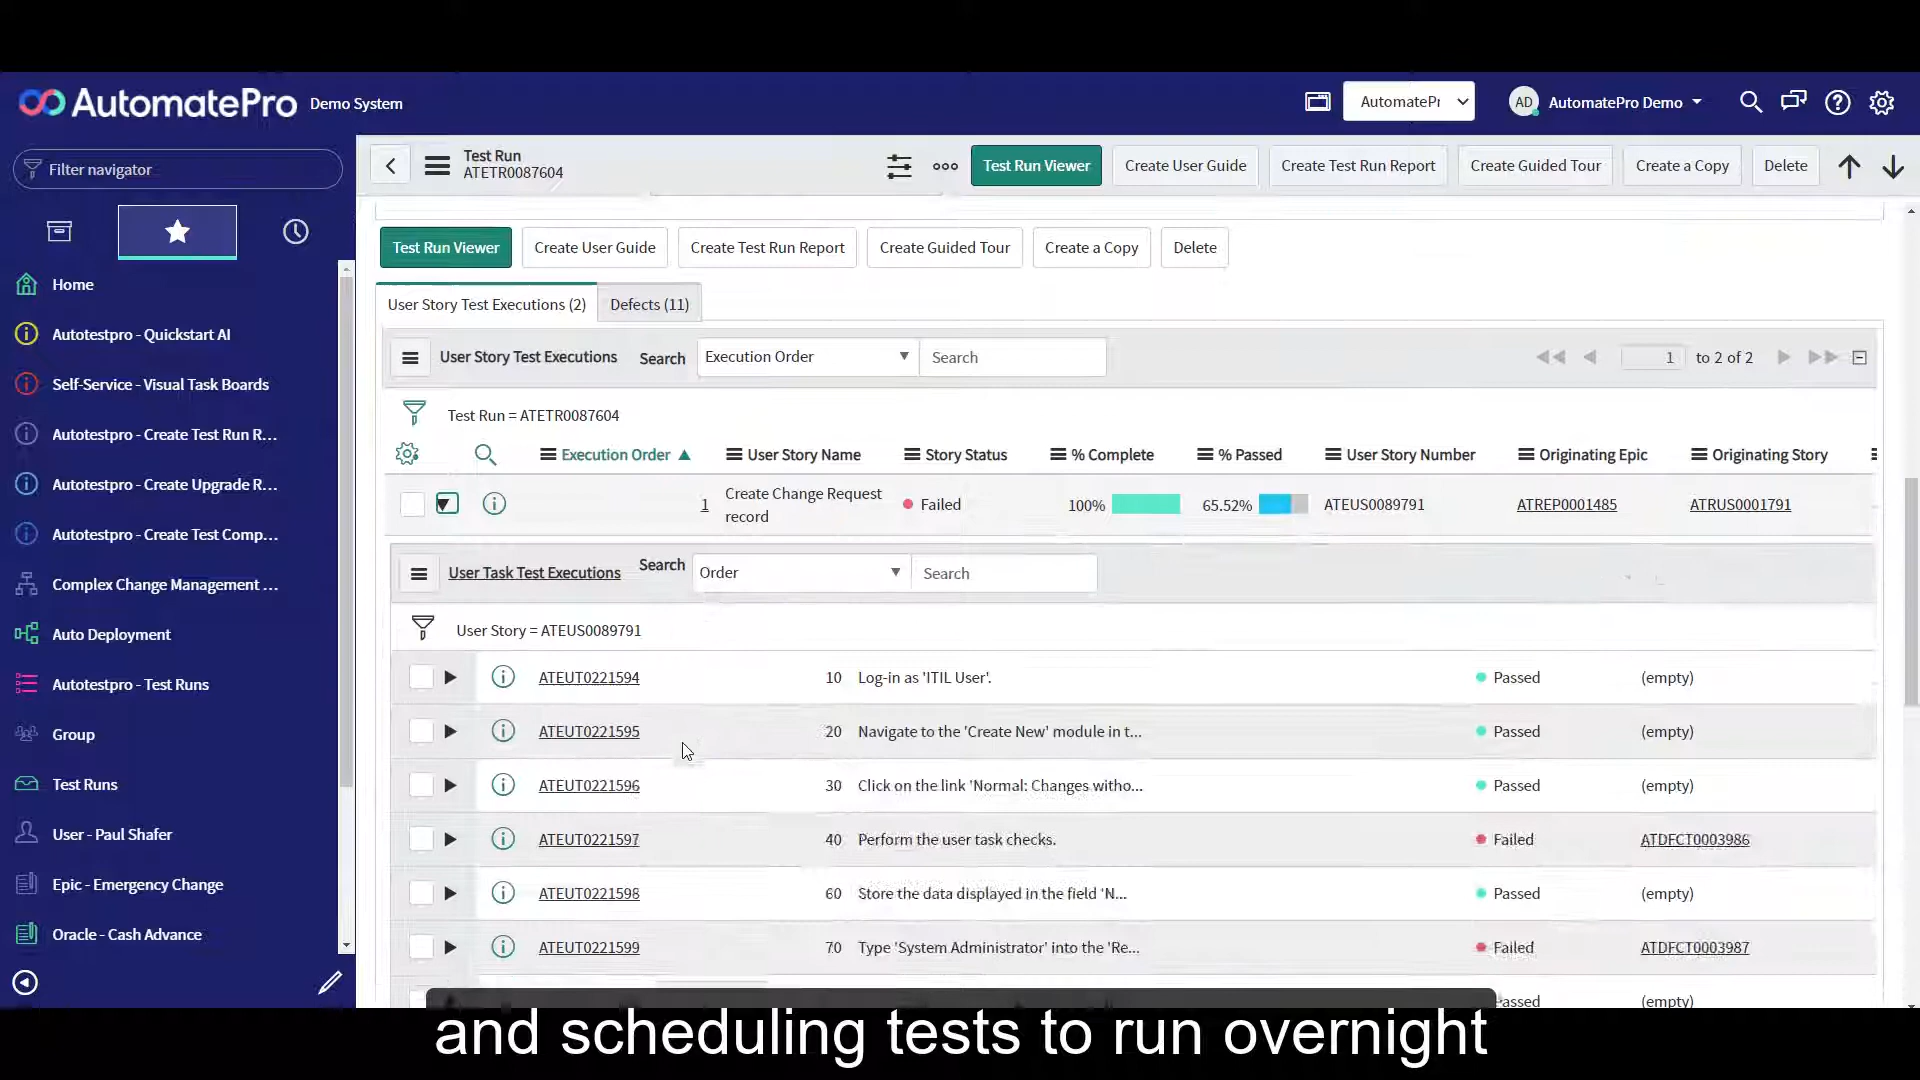 AutomatePro Demo System
AutomatePr
AD AutomatePro Demo
Filter navigator
Home
Autotestpro - Quickstart AI
Self-Service - Visual Task Boards
Autotestpro - Create Test Run R...
Autotestpro - Create Upgrade R...
Autotestpro - Create Test Comp...
Complex Change Management ...
Auto Deployment
Autotestpro - Test Runs
Group
Test Runs
User - Paul Shafer
Epic - Emergency Change
Oracle - Cash Advance
Test Run
ATETR0087604
Test Run Viewer Create User Guide Create Test Run Report Create Guided Tour Create a Copy Delete
Test Run Viewer Create User Guide Create Test Run Report Create Guided Tour Create a Copy Delete
User Story Test Executions (2) Defects (11)
User Story Test Executions Search Execution Order Search 1 to 2 of 2
Test Run = ATETR0087604
Execution Order User Story Name Story Status % Complete % Passed User Story Number Originating Epic Originating Story
1 Create Change Request record Failed 100% 65.52% ATEUS0089791 ATREP0001485 ATRUS0001791
User Task Test Executions Search Order Search
User Story = ATEUS0089791
ATEUT0221594 10 Log-in as 'ITIL User'. Passed (empty)
ATEUT0221595 20 Navigate to the 'Create New' module in t... Passed (empty)
ATEUT0221596 30 Click on the link 'Normal: Changes witho... Passed (empty)
ATEUT0221597 40 Perform the user task checks. Failed ATDFCT0003986
ATEUT0221598 60 Store the data displayed in the field 'N... Passed (empty)
ATEUT0221599 70 Type 'System Administrator' into the 'Re... Failed ATDFCT0003987
(empty)
and scheduling tests to run overnight